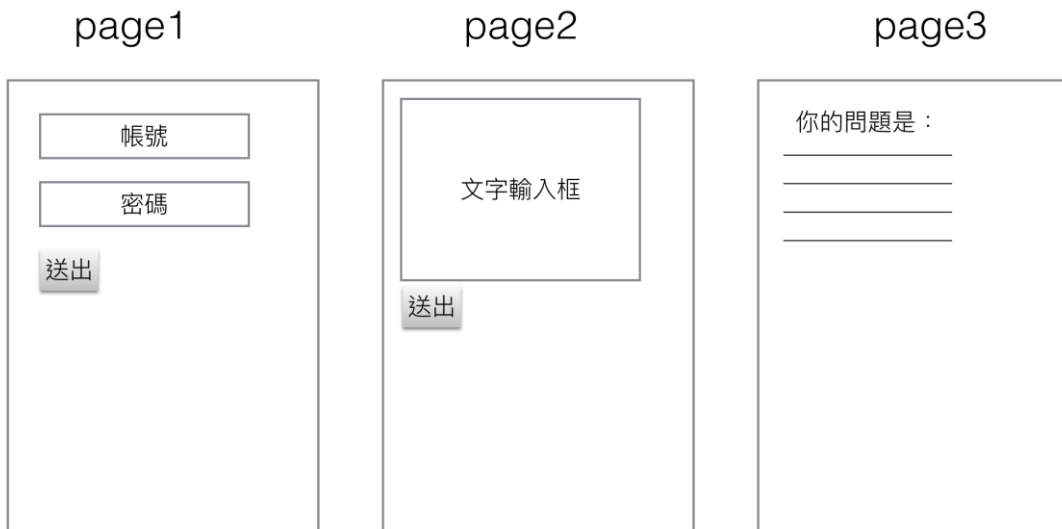 page1
帳號
密碼
送出
page2
文字輸入框
送出
page3
你的問題是：